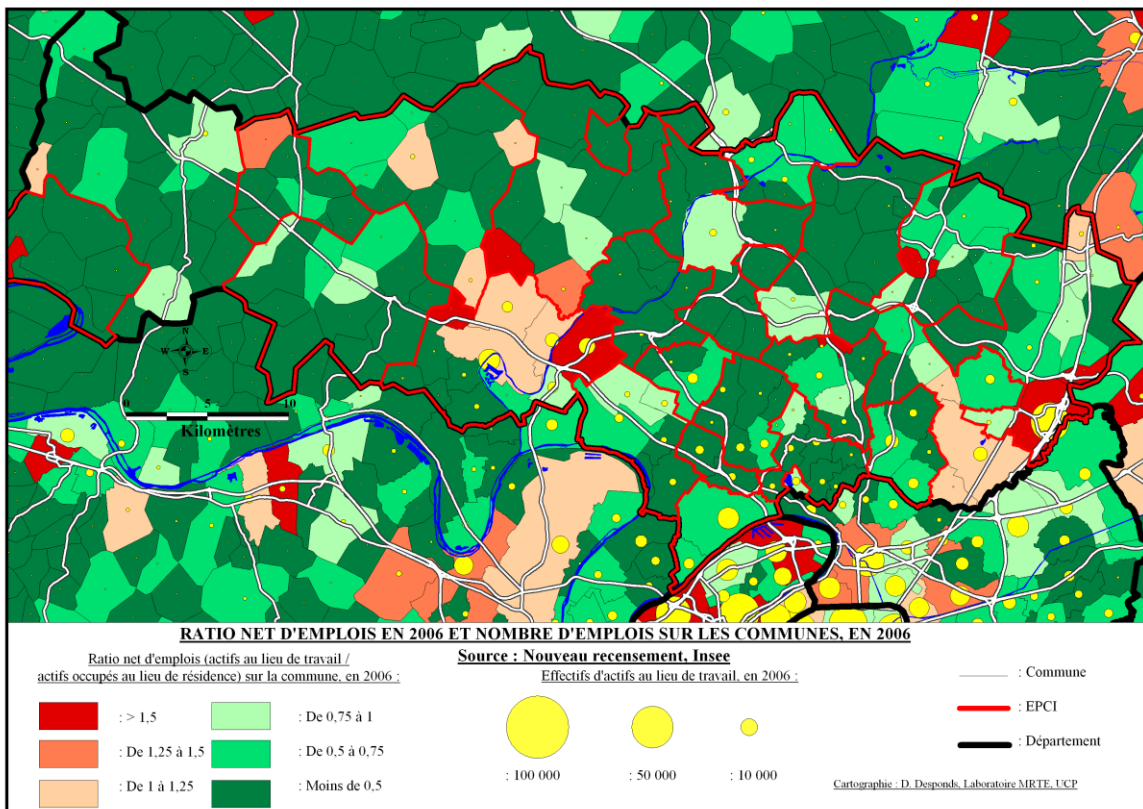 N
W E
S
0 5 10
Kilomètres
RATIO NET D'EMPLOIS EN 2006 ET NOMBRE D'EMPLOIS SUR LES COMMUNES, EN 2006
Source : Nouveau recensement, Insee
Ratio net d'emplois (actifs au lieu de travail /
actifs occupés au lieu de résidence) sur la commune, en 2006 :
: > 1,5
: De 1,25 à 1,5
: De 1 à 1,25
: De 0,75 à 1
: De 0,5 à 0,75
: Moins de 0,5
Effectifs d'actifs au lieu de travail, en 2006 :
: 100 000
: 50 000
: 10 000
: Commune
: EPCI
: Département
Cartographie : D. Desponds, Laboratoire MRTE, UCP